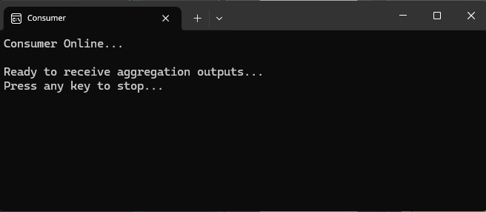 Consumer
Consumer Online...
Ready to receive aggregation outputs...
Press any key to stop...